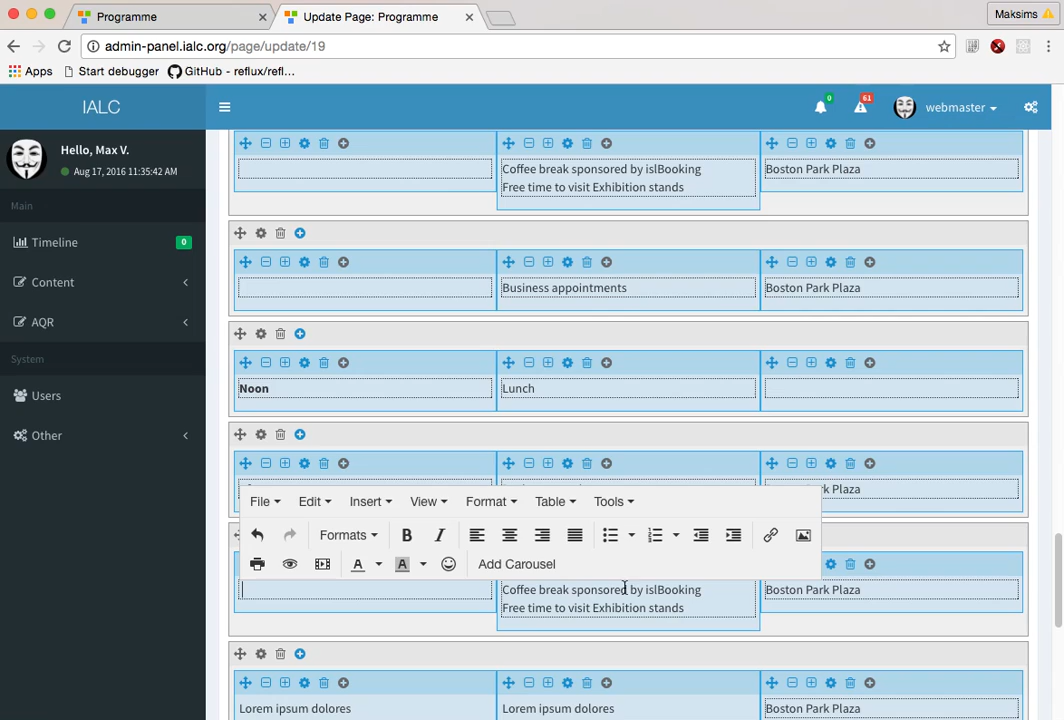 Programme
Update Page: Programme
Maksims
admin-panel.ialc.org/page/update/19
Apps
Start debugger
GitHub - reflux/refl...
IALC
0
61
webmaster
Hello, Max V.
Aug 17, 2016 11:35:42 AM
Main
Timeline
0
Content
AQR
System
Users
Other
Coffee break sponsored by islBooking
Free time to visit Exhibition stands
Boston Park Plaza
Business appointments
Boston Park Plaza
Noon
Lunch
k Plaza
File
Edit
Insert
View
Format
Table
Tools
Formats
B
I
A
A
Add Carousel
Coffee break sponsored by islBooking
Free time to visit Exhibition stands
Boston Park Plaza
Lorem ipsum dolores
Lorem ipsum dolores
Boston Park Plaza